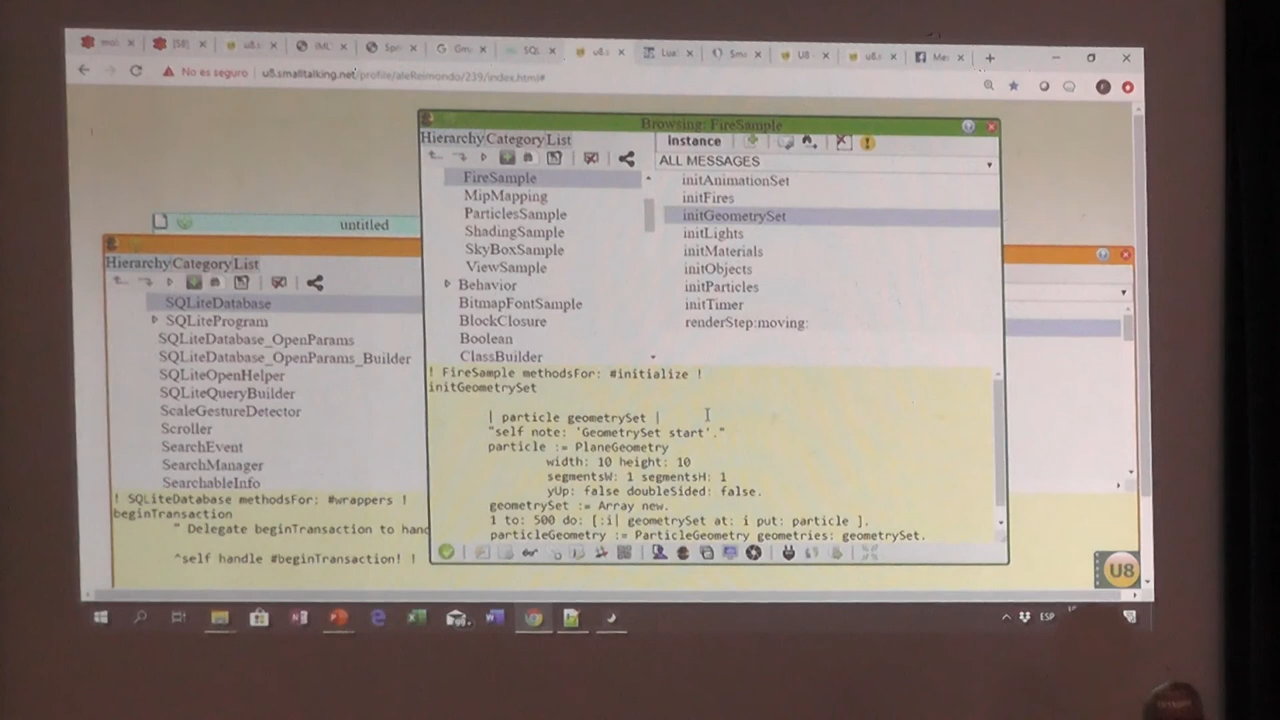 [S8]
u8.s
No es seguro
u8.smalltalking.net/profile/aleReimondo/239/index.html#
Browsing: FireSample
HierarchyCategoryList
Instance
ALL MESSAGES
FireSample
MipMapping
ParticlesSample
ShadingSample
SkyBoxSample
ViewSample
Behavior
BitmapFontSample
BlockClosure
Boolean
ClassBuilder
initAnimationSet
initFires
initGeometrySet
initLights
initMaterials
initObjects
initParticles
initTimer
renderStep:moving:
! FireSample methodsFor: #initialize !
initGeometrySet
| particle geometrySet |
"self note: 'GeometrySet start'."
particle := PlaneGeometry
width: 10 height: 10
segmentsW: 1 segmentsH: 1
yUp: false doubleSided: false.
geometrySet := Array new.
1 to: 500 do: [:i| geometrySet at: i put: particle ].
particleGeometry := ParticleGeometry geometries: geometrySet.
untitled
HierarchyCategoryList
SQLiteDatabase
SQLiteProgram
SQLiteDatabase_OpenParams
SQLiteDatabase_OpenParams_Builder
SQLiteOpenHelper
SQLiteQueryBuilder
ScaleGestureDetector
Scroller
SearchEvent
SearchManager
SearchableInfo
! SQLiteDatabase methodsFor: #wrappers !
beginTransaction
" Delegate beginTransaction to hand
^self handle #beginTransaction! !
U8
ESP